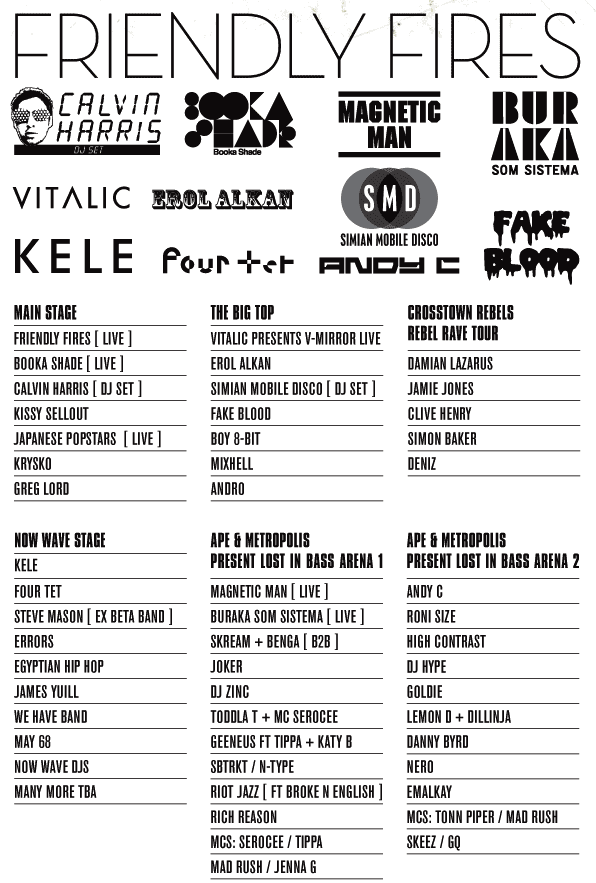 FRIENDLY FIRES
CALVIN HARRIS
DJ SET
BOOKA SHADE
Booka Shade
MAGNETIC MAN
BURAKA
SOM SISTEMA
VITALIC
EROL ALKAN
SMD
SIMIAN MOBILE DISCO
FAKE BLOOD
KELE
Four tet
ANDY C
MAIN STAGE
FRIENDLY FIRES [ LIVE ]
BOOKA SHADE [ LIVE ]
CALVIN HARRIS [ DJ SET ]
KISSY SELLOUT
JAPANESE POPSTARS [ LIVE ]
KRYSKO
GREG LORD
THE BIG TOP
VITALIC PRESENTS V-MIRROR LIVE
EROL ALKAN
SIMIAN MOBILE DISCO [ DJ SET ]
FAKE BLOOD
BOY 8-BIT
MIXHELL
ANDRO
CROSSTOWN REBELS
REBEL RAVE TOUR
DAMIAN LAZARUS
JAMIE JONES
CLIVE HENRY
SIMON BAKER
DENIZ
NOW WAVE STAGE
KELE
FOUR TET
STEVE MASON [ EX BETA BAND ]
ERRORS
EGYPTIAN HIP HOP
JAMES YUILL
WE HAVE BAND
MAY 68
NOW WAVE DJS
MANY MORE TBA
APE & METROPOLIS
PRESENT LOST IN BASS ARENA 1
MAGNETIC MAN [ LIVE ]
BURAKA SOM SISTEMA [ LIVE ]
SKREAM + BENGA [ B2B ]
JOKER
DJ ZINC
TODDLA T + MC SEROCEE
GEENEUS FT TIPPA + KATY B
SBTRKT / N-TYPE
RIOT JAZZ [ FT BROKE N ENGLISH ]
RICH REASON
MCS: SEROCEE / TIPPA
MAD RUSH / JENNA G
APE & METROPOLIS
PRESENT LOST IN BASS ARENA 2
ANDY C
RONI SIZE
HIGH CONTRAST
DJ HYPE
GOLDIE
LEMON D + DILLINJA
DANNY BYRD
NERO
EMALKAY
MCS: TONN PIPER / MAD RUSH
SKEEZ / GQ